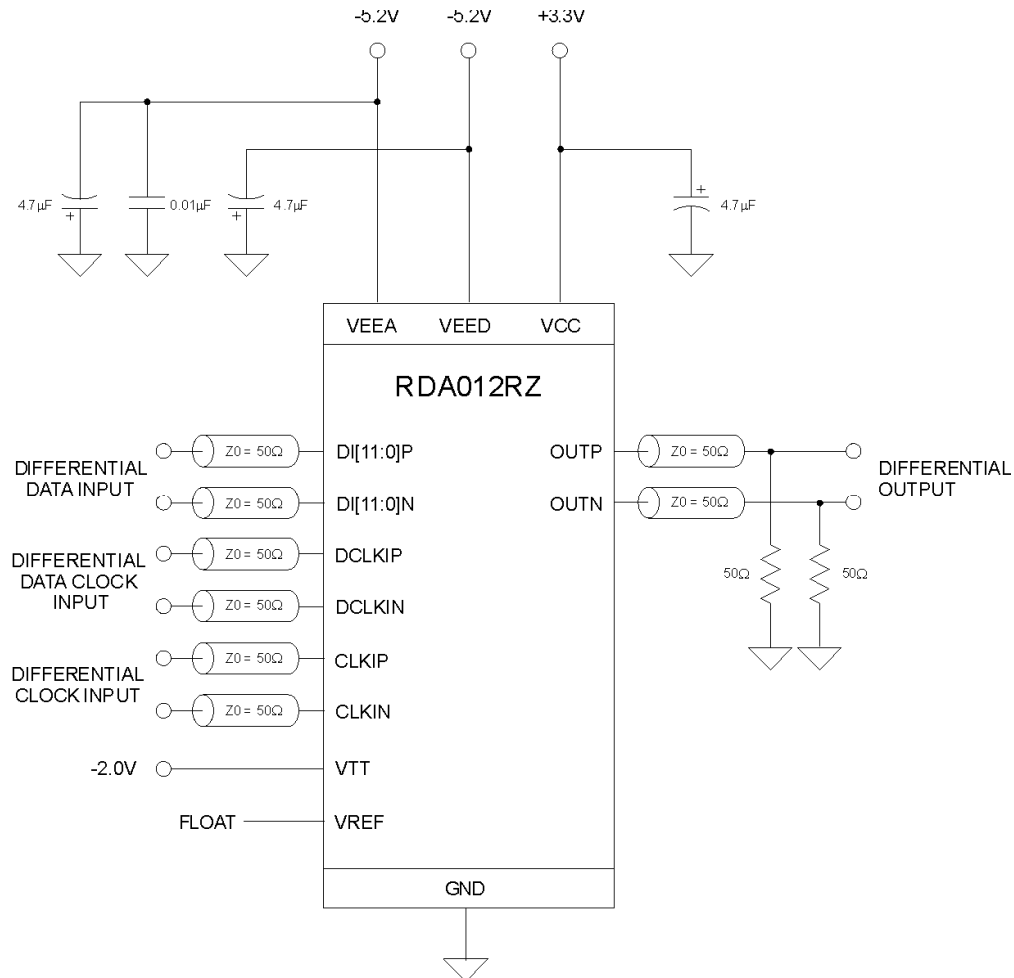 -5.2V -5.2V +3.3V
4.7µF + 0.01µF + 4.7µF + 4.7µF
VEEA VEED VCC
RDA012RZ
DIFFERENTIAL
DATA INPUT
Z0 = 50Ω DI[11:0]P
Z0 = 50Ω DI[11:0]N
DIFFERENTIAL
DATA CLOCK
INPUT
Z0 = 50Ω DCLKIP
Z0 = 50Ω DCLKIN
DIFFERENTIAL
CLOCK INPUT
Z0 = 50Ω CLKIP
Z0 = 50Ω CLKIN
-2.0V VTT
FLOAT VREF
OUTP Z0 = 50Ω
OUTN Z0 = 50Ω
DIFFERENTIAL
OUTPUT
50Ω 50Ω
GND